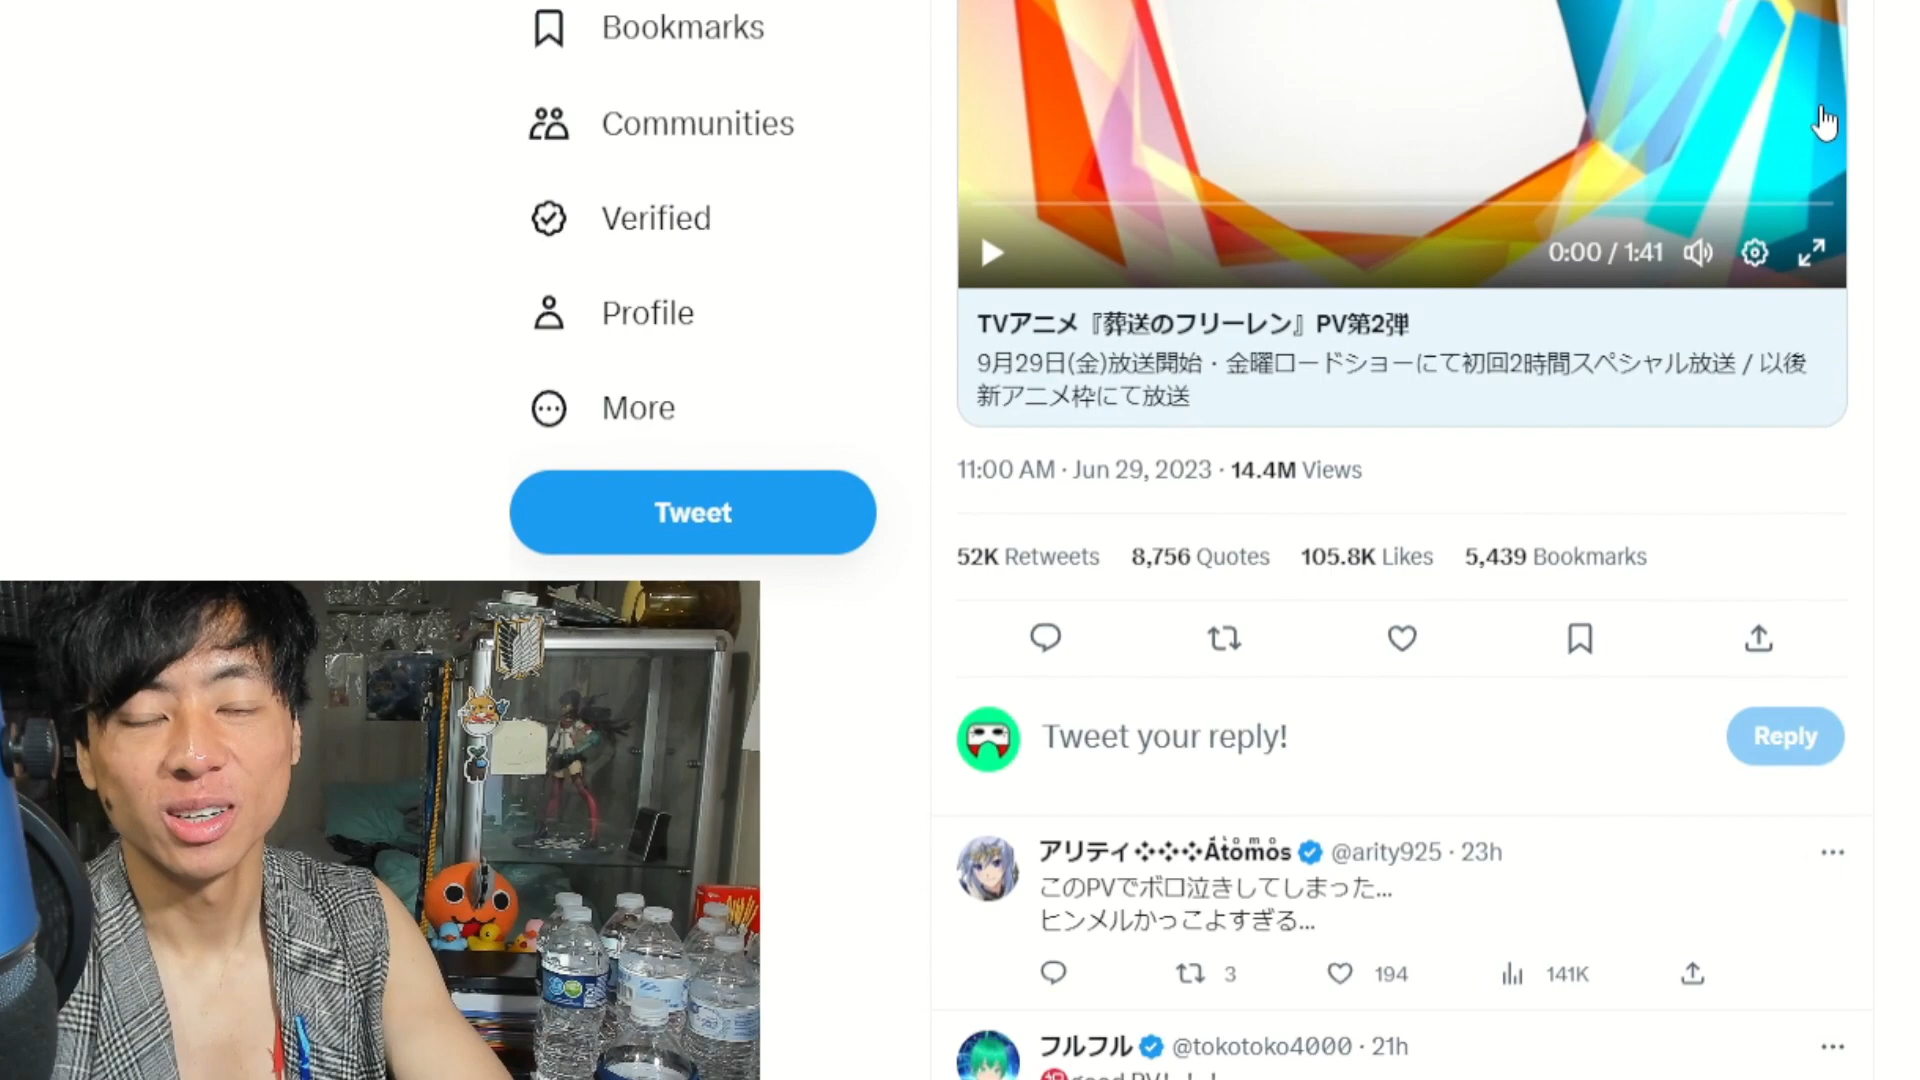 Bookmarks
Communities
Verified
Profile
More
Tweet
0:00 / 1:41
TVアニメ『葬送のフリーレン』PV第2弾
9月29日(金)放送開始・金曜ロードショーにて初回2時間スペシャル放送 / 以後
新アニメ枠にて放送
11:00 AM · Jun 29, 2023 · 14.4M Views
52K Retweets 8,756 Quotes 105.8K Likes 5,439 Bookmarks
Tweet your reply!
Reply
アリティ @arity925 · 23h
このPVでボロ泣きしてしまった...
ヒンメルかっこよすぎる...
3 194 141K
フルフル @tokotoko4000 · 21h